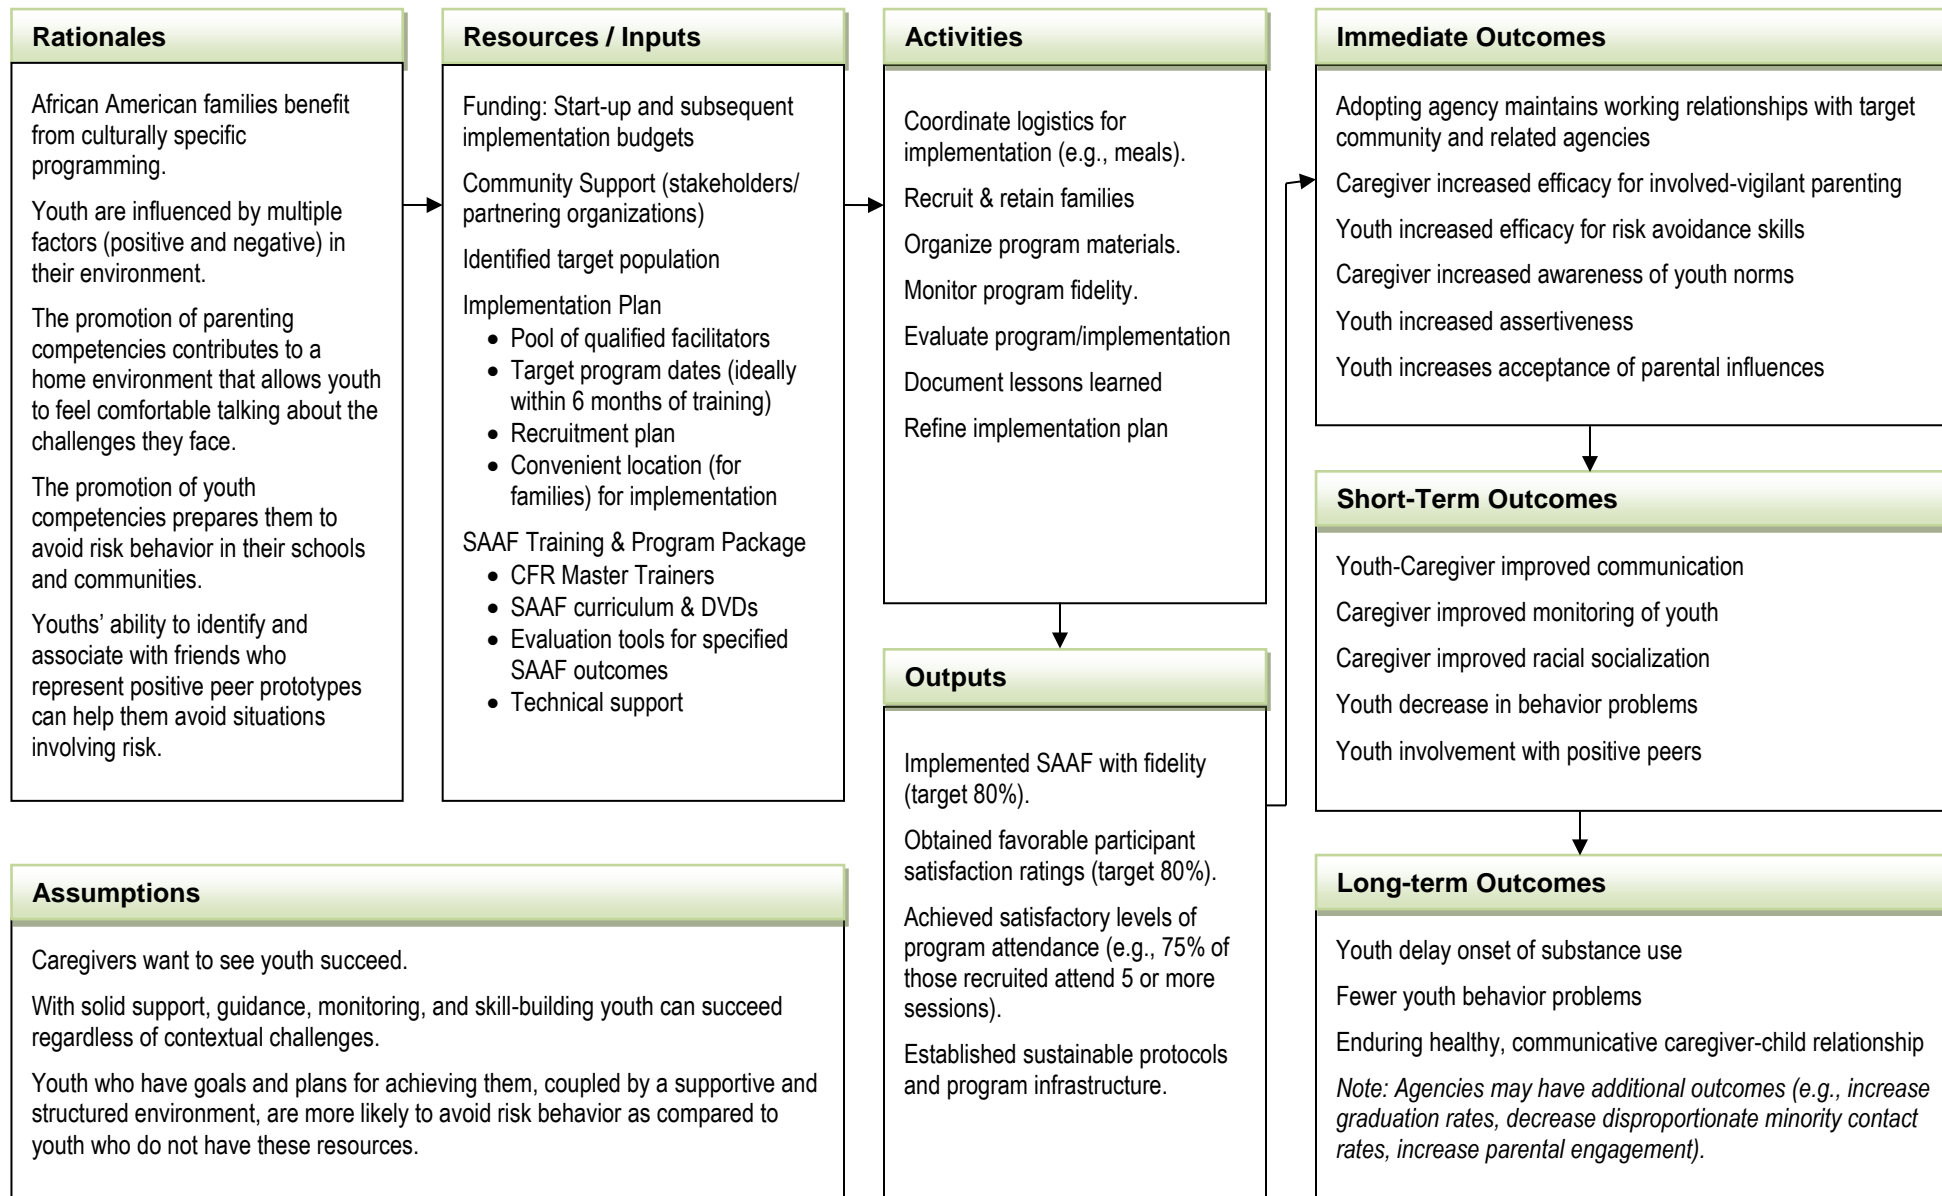 Rationales
African American families benefit
from culturally specific
programming.
Youth are influenced by multiple
factors (positive and negative) in
their environment.
The promotion of parenting
competencies contributes to a
home environment that allows youth
to feel comfortable talking about the
challenges they face.
The promotion of youth
competencies prepares them to
avoid risk behavior in their schools
and communities.
Youths’ ability to identify and
associate with friends who
represent positive peer prototypes
can help them avoid situations
involving risk.
Resources / Inputs
Funding: Start-up and subsequent
implementation budgets
Community Support (stakeholders/
partnering organizations)
Identified target population
Implementation Plan
• Pool of qualified facilitators
• Target program dates (ideally
within 6 months of training)
• Recruitment plan
• Convenient location (for
families) for implementation
SAAF Training & Program Package
• CFR Master Trainers
• SAAF curriculum & DVDs
• Evaluation tools for specified
SAAF outcomes
• Technical support
Assumptions
Caregivers want to see youth succeed.
With solid support, guidance, monitoring, and skill-building youth can succeed
regardless of contextual challenges.
Youth who have goals and plans for achieving them, coupled by a supportive and
structured environment, are more likely to avoid risk behavior as compared to
youth who do not have these resources.
Activities
Coordinate logistics for
implementation (e.g., meals).
Recruit & retain families
Organize program materials.
Monitor program fidelity.
Evaluate program/implementation
Document lessons learned
Refine implementation plan
Outputs
Implemented SAAF with fidelity
(target 80%).
Obtained favorable participant
satisfaction ratings (target 80%).
Achieved satisfactory levels of
program attendance (e.g., 75% of
those recruited attend 5 or more
sessions).
Established sustainable protocols
and program infrastructure.
Immediate Outcomes
Adopting agency maintains working relationships with target
community and related agencies
Caregiver increased efficacy for involved-vigilant parenting
Youth increased efficacy for risk avoidance skills
Caregiver increased awareness of youth norms
Youth increased assertiveness
Youth increases acceptance of parental influences
Short-Term Outcomes
Youth-Caregiver improved communication
Caregiver improved monitoring of youth
Caregiver improved racial socialization
Youth decrease in behavior problems
Youth involvement with positive peers
Long-term Outcomes
Youth delay onset of substance use
Fewer youth behavior problems
Enduring healthy, communicative caregiver-child relationship
Note: Agencies may have additional outcomes (e.g., increase
graduation rates, decrease disproportionate minority contact
rates, increase parental engagement).